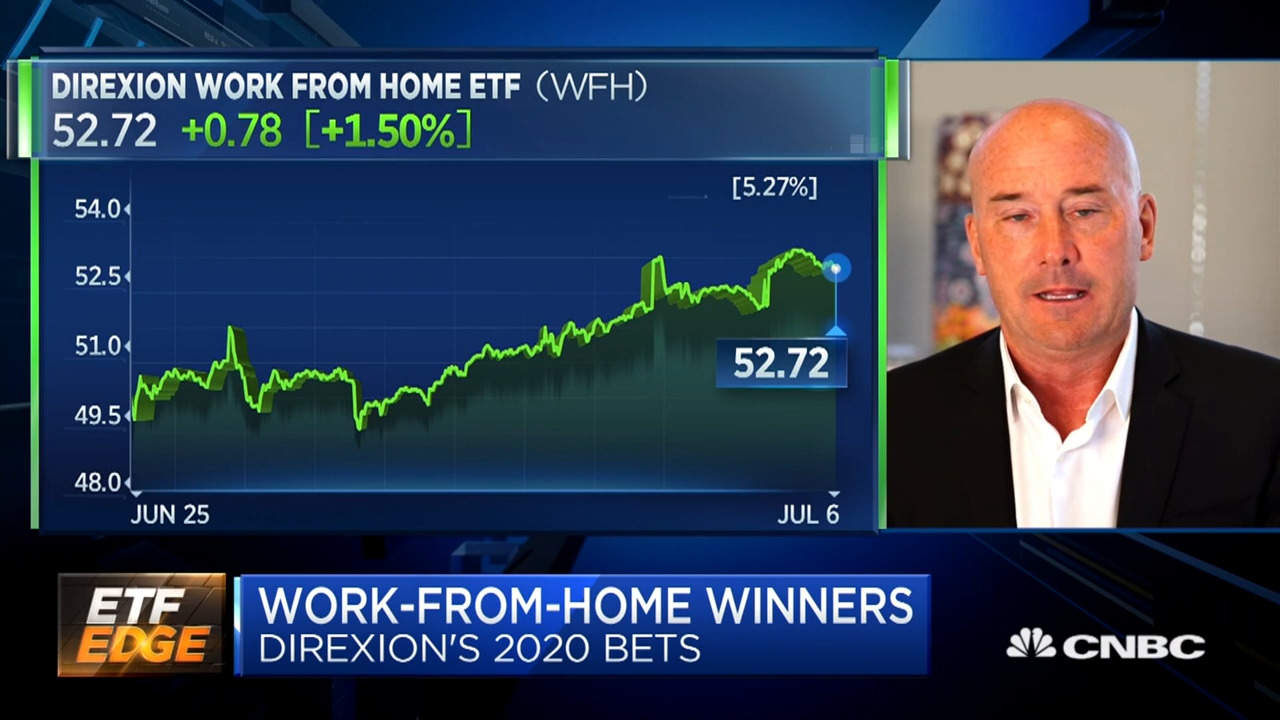 DIREXION WORK FROM HOME ETF (WFH)
52.72 +0.78 [+1.50%]
[5.27%]
54.0
52.5
51.0
49.5
48.0
52.72
JUN 25 JUL 6
ETF
EDGE
WORK-FROM-HOME WINNERS
DIREXION'S 2020 BETS
CNBC